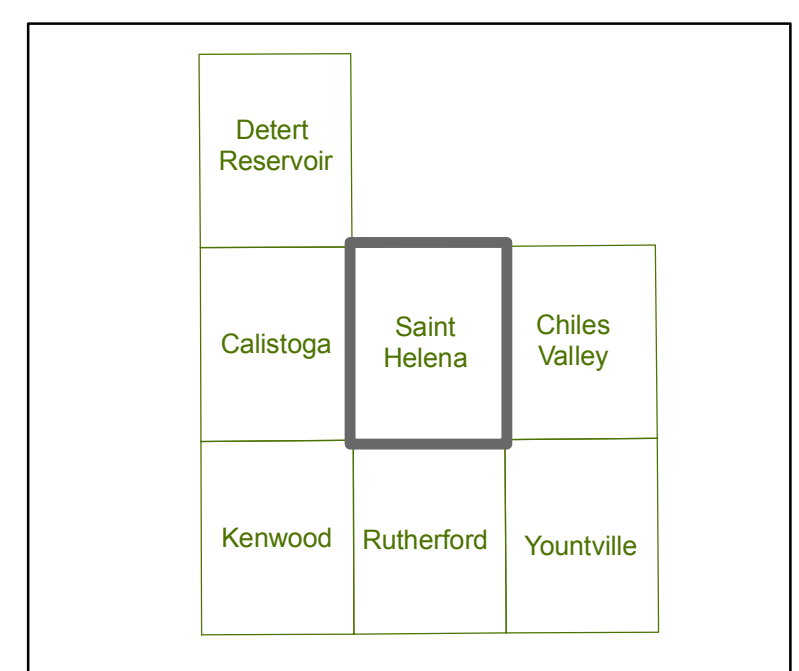 Detert
Reservoir
Calistoga
Saint
Helena
Chiles
Valley
Kenwood
Rutherford
Yountville